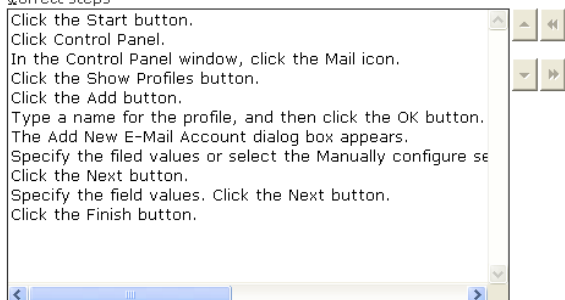 Correct steps
Click the Start button.
Click Control Panel.
In the Control Panel window, click the Mail icon.
Click the Show Profiles button.
Click the Add button.
Type a name for the profile, and then click the OK button.
The Add New E-Mail Account dialog box appears.
Specify the filed values or select the Manually configure se
Click the Next button.
Specify the field values. Click the Next button.
Click the Finish button.